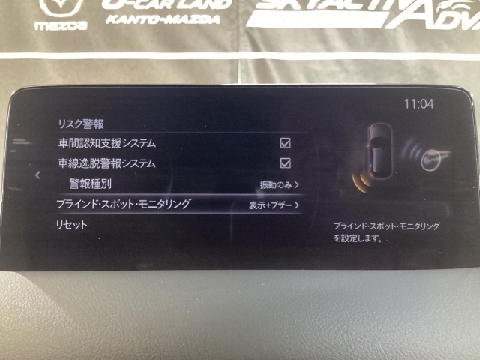 mazda
U-CAR LAND
KANTO-MAZDA
SKYACTIV
ADVA
11:04
リスク警報
車間認知支援システム
車線逸脱警報システム
警報種別 振動のみ
ブラインド・スポット・モニタリング 表示+ブザー
リセット
ブラインド・スポット・モニタリング
を設定します。